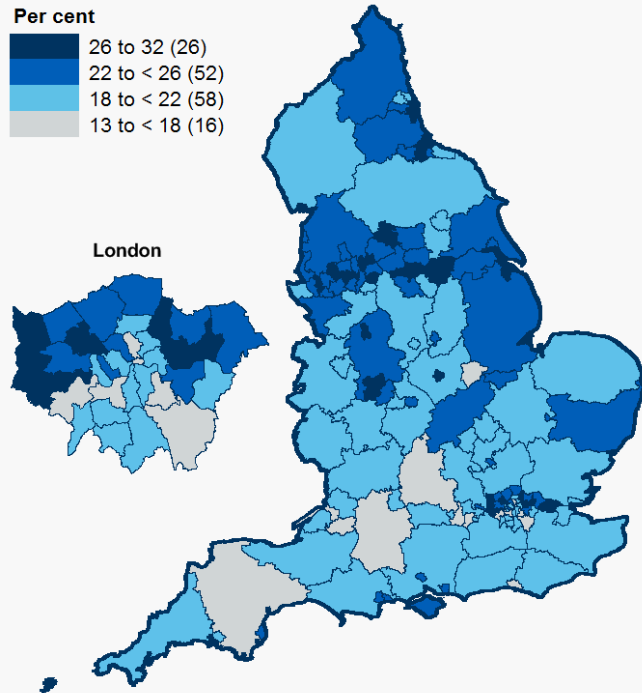 Per cent
26 to 32 (26)
22 to < 26 (52)
18 to < 22 (58)
13 to < 18 (16)
London